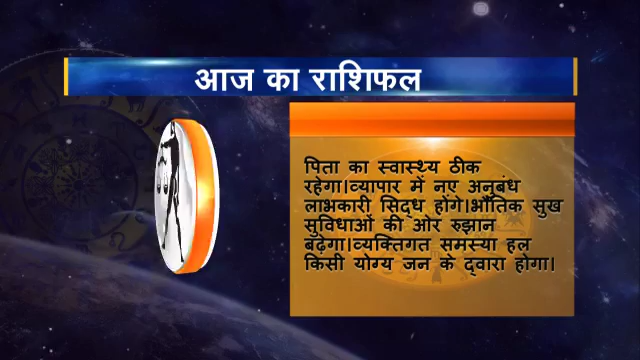 आज का राशिफल
पिता का स्वास्थ्य ठीक
रहेगा।व्यापार में नए अनुबंध
लाभकारी सिद्ध होंगे।भौतिक सुख
सुविधाओं की ओर रुझान
बढ़ेगा।व्यक्तिगत समस्या हल
किसी योग्य जन के द्वारा होगा।